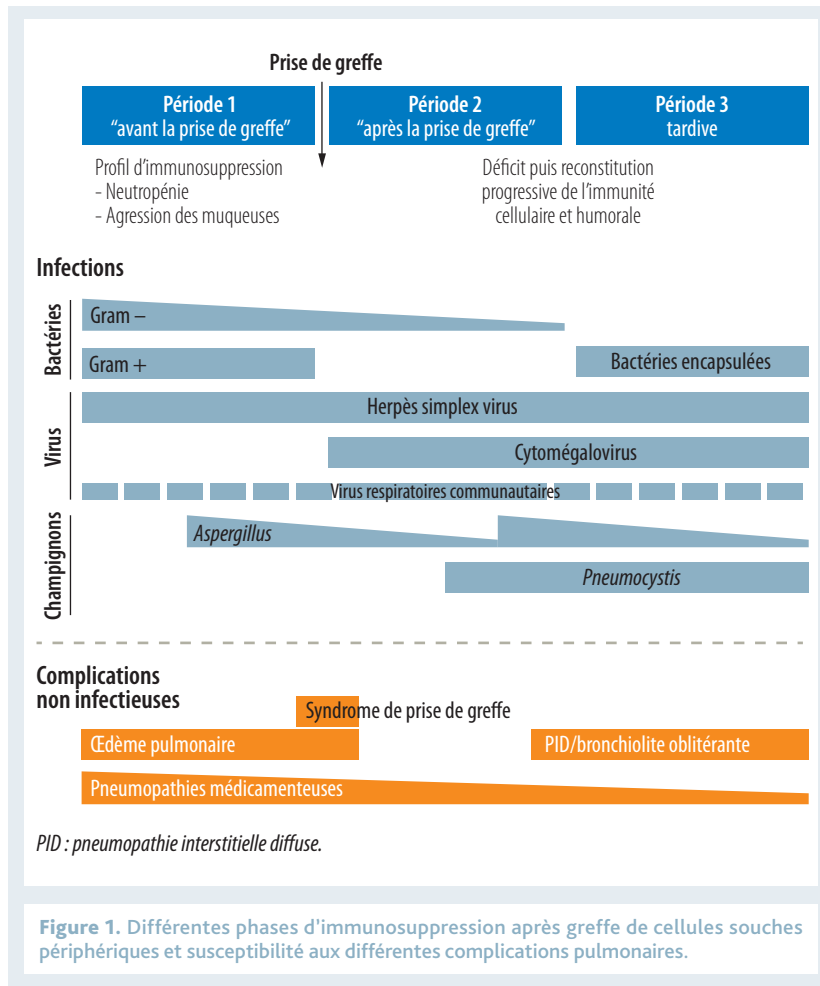 Prise de greffe
Période 1
“avant la prise de greffe”
Période 2
“après la prise de greffe”
Période 3
tardive
Profil d’immunosuppression
- Neutropénie
- Agression des muqueuses
Déficit puis reconstitution
progressive de l’immunité
cellulaire et humorale
Infections
Bactéries
Gram –
Gram +
Bactéries encapsulées
Virus
Herpès simplex virus
Cytomégalovirus
Virus respiratoires communautaires
Champignons
Aspergillus
Pneumocystis
Complications
non infectieuses
Syndrome de prise de greffe
Œdème pulmonaire
PID/bronchiolite oblitérante
Pneumopathies médicamenteuses
PID : pneumopathie interstitielle diffuse.
Figure 1. Différentes phases d’immunosuppression après greffe de cellules souches
périphériques et susceptibilité aux différentes complications pulmonaires.